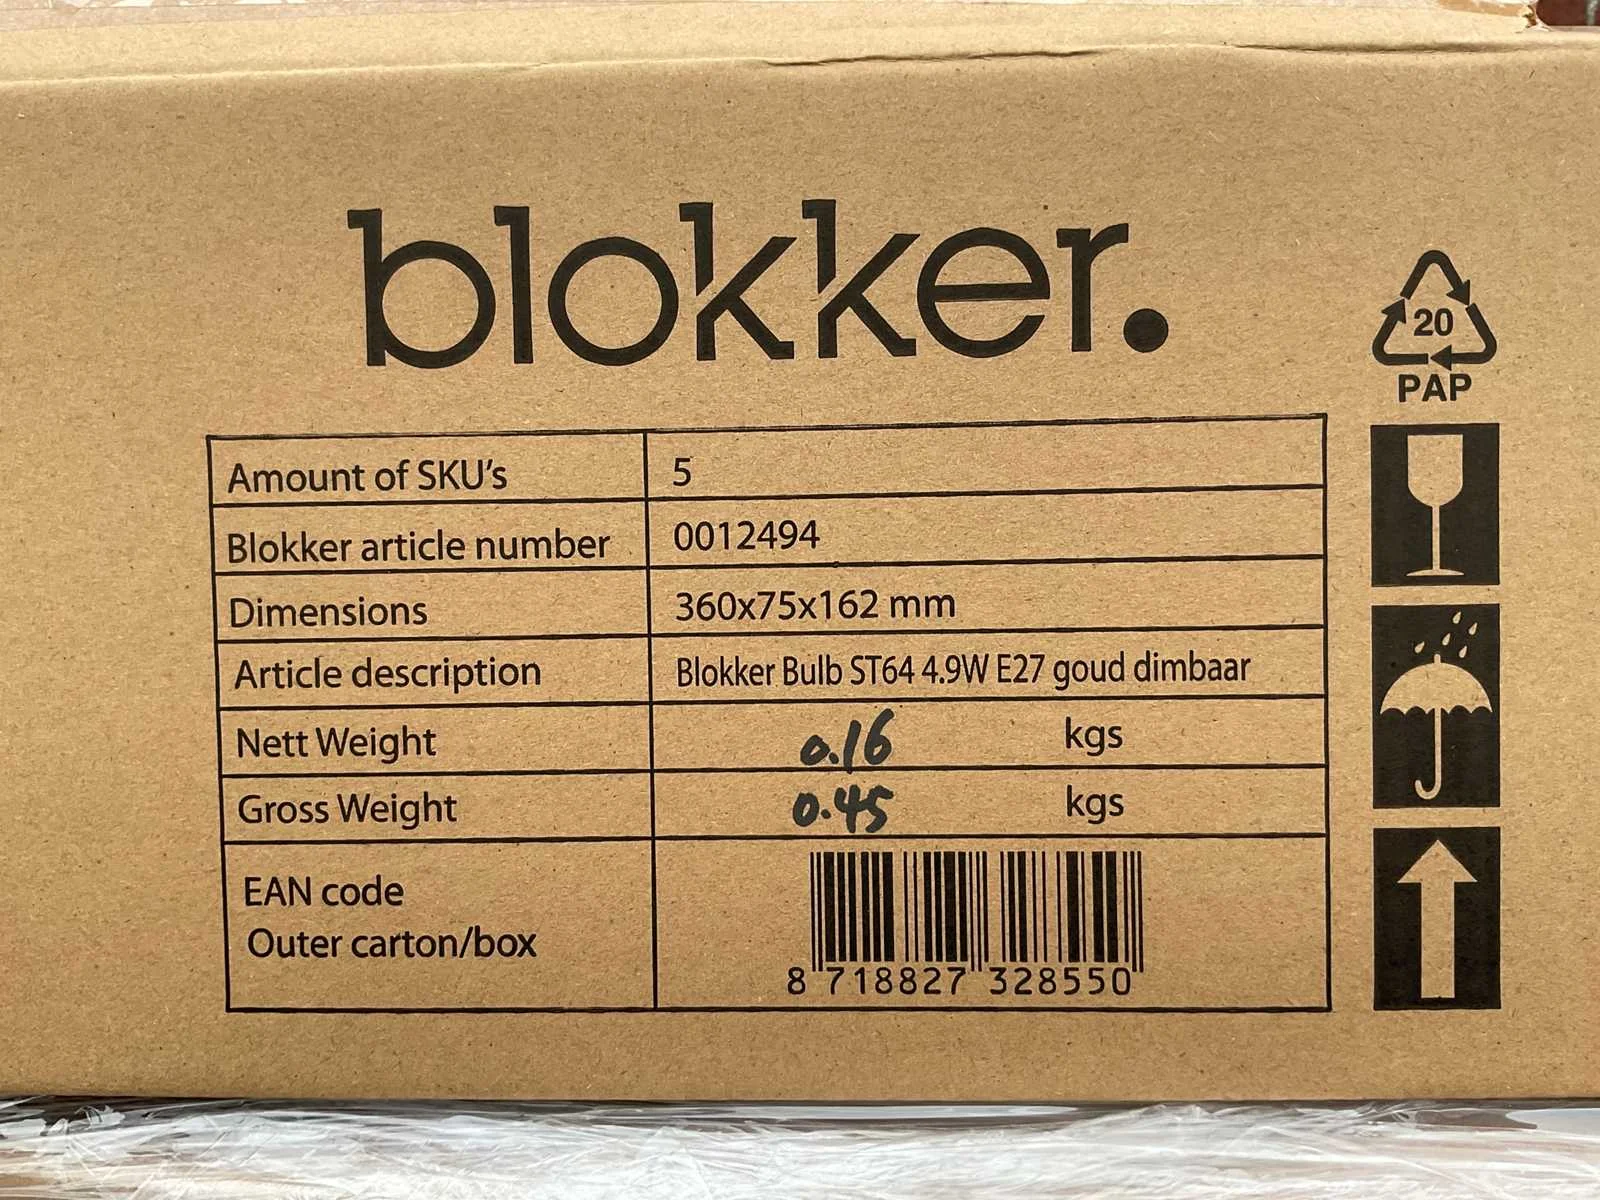 blokker.
20
PAP
Amount of SKU's 5
Blokker article number 0012494
Dimensions 360x75x162 mm
Article description Blokker Bulb ST64 4.9W E27 goud dimbaar
Nett Weight 0.16 kgs
Gross Weight 0.45 kgs
EAN code
Outer carton/box
8 718827 328550